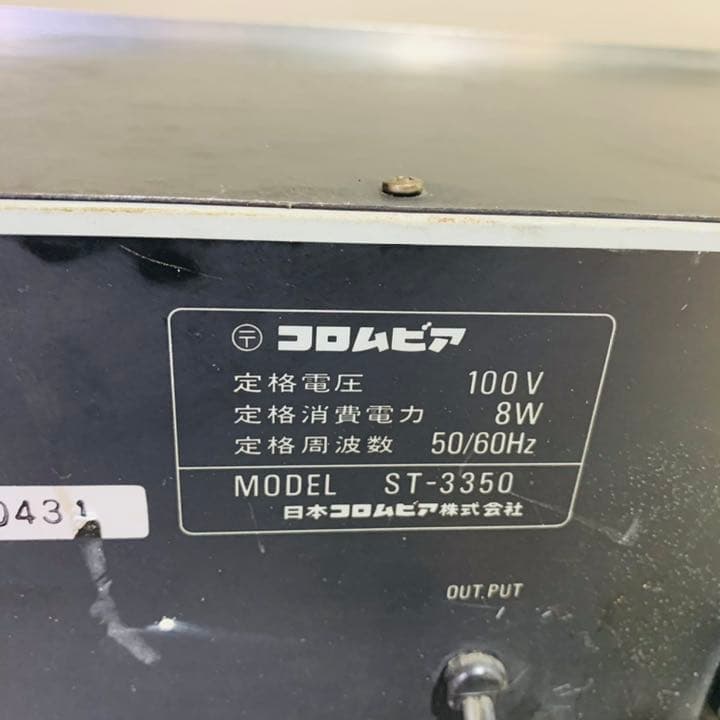 〶 コロムビア
定格電圧 100V
定格消費電力 8W
定格周波数 50/60Hz
MODEL ST-3350
日本コロムビア株式会社
0431
OUT.PUT